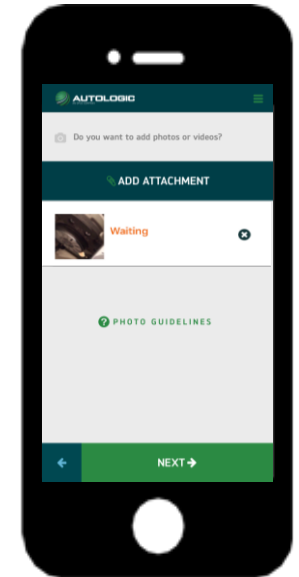 AUTOLOGIC
Do you want to add photos or videos?
ADD ATTACHMENT
Waiting
PHOTO GUIDELINES
NEXT